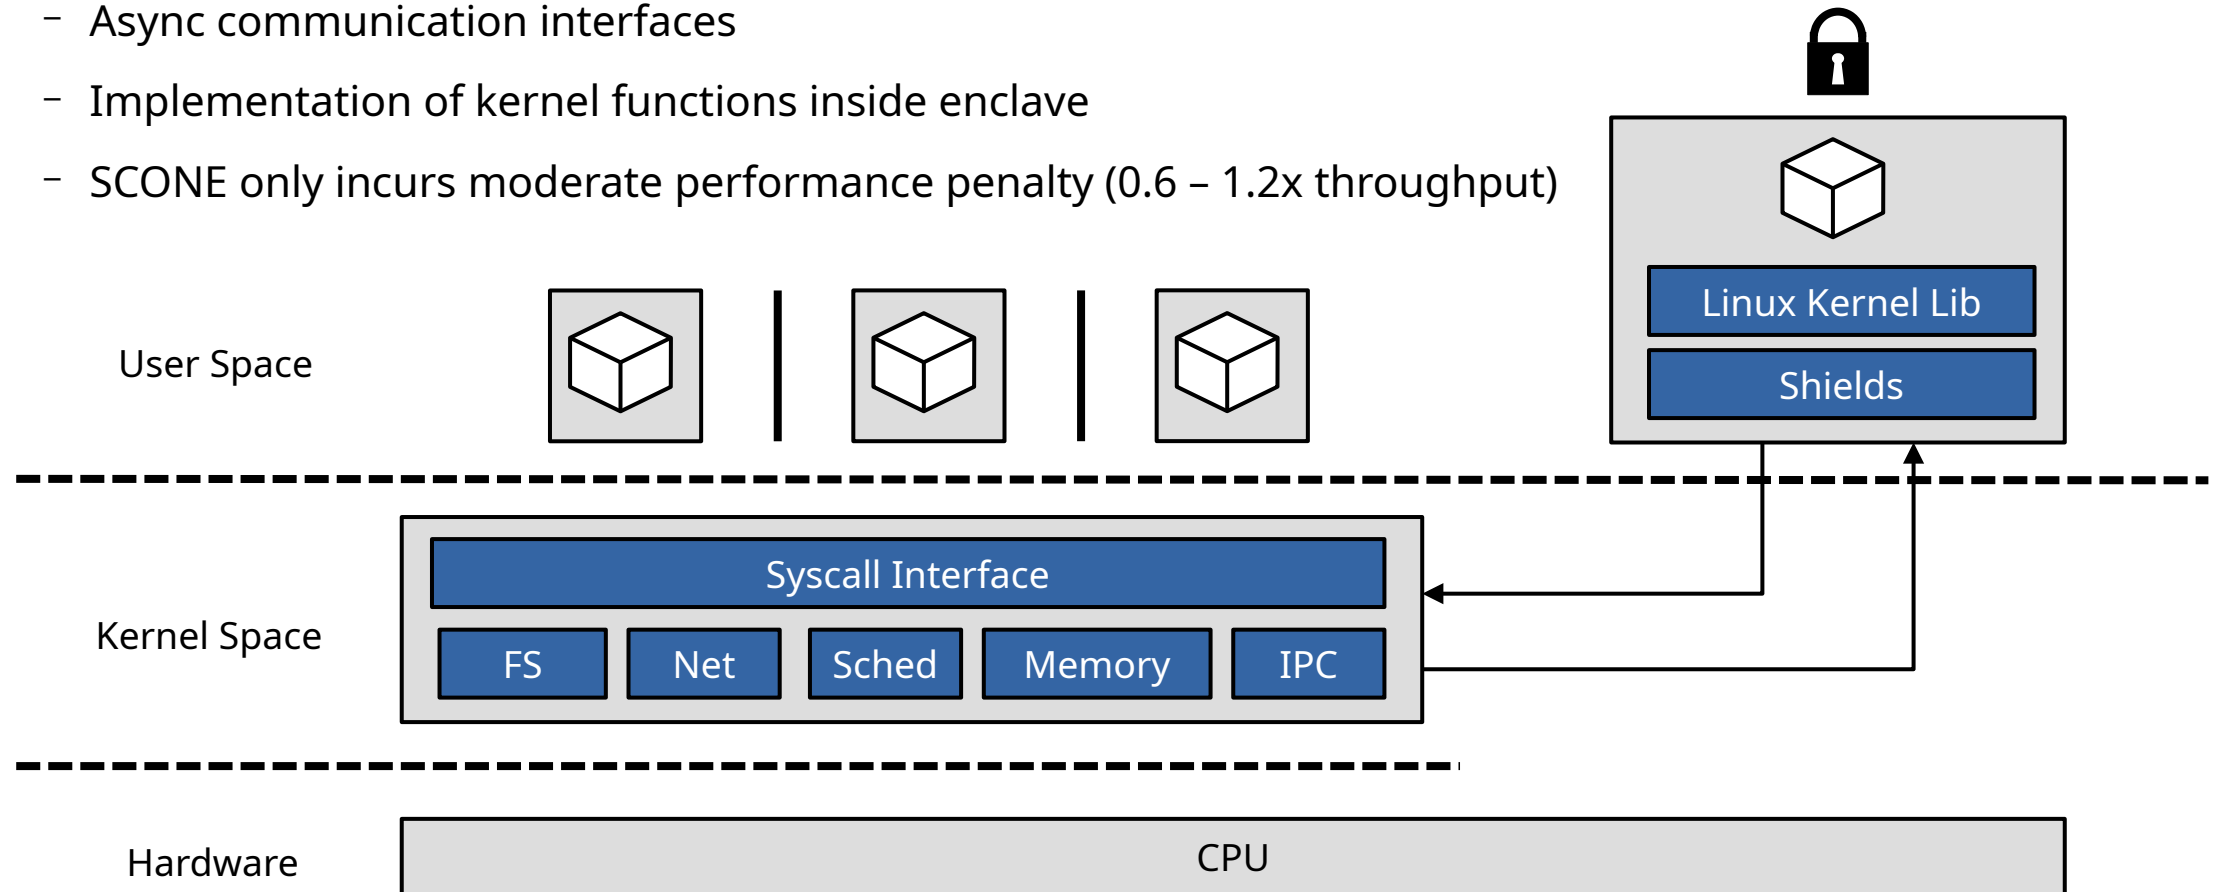 – Async communication interfaces
– Implementation of kernel functions inside enclave
– SCONE only incurs moderate performance penalty (0.6 – 1.2x throughput)
Linux Kernel Lib
Shields
User Space
Syscall Interface
Kernel Space
FS
Net
Sched
Memory
IPC
Hardware
CPU